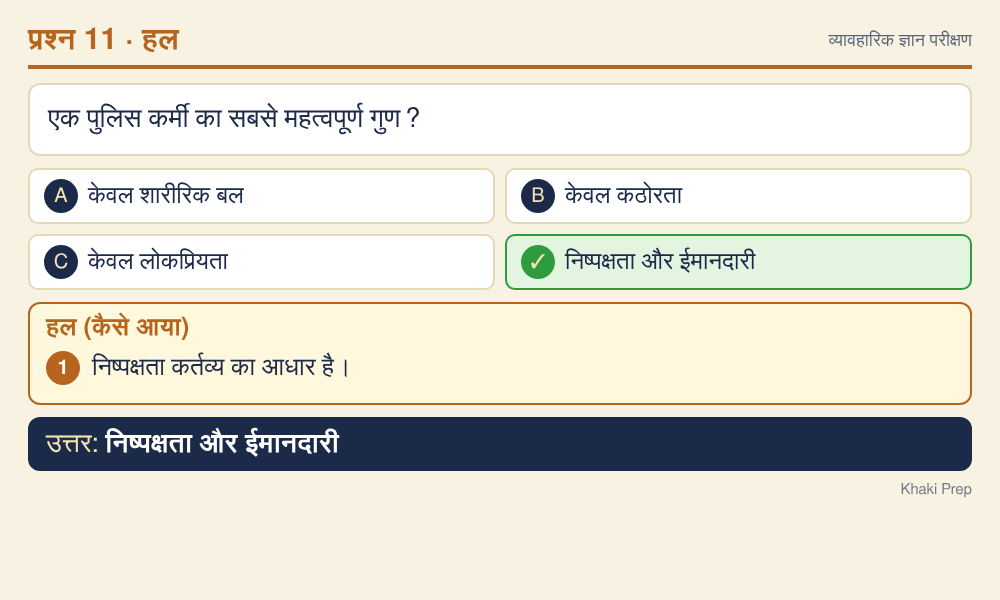 प्रश्न 11 · हल
व्यावहारिक ज्ञान परीक्षण
एक पुलिस कर्मी का सबसे महत्वपूर्ण गुण ?
A केवल शारीरिक बल
B केवल कठोरता
C केवल लोकप्रियता
✓ निष्पक्षता और ईमानदारी
हल (कैसे आया)
1 निष्पक्षता कर्तव्य का आधार है।
उत्तर: निष्पक्षता और ईमानदारी
Khaki Prep